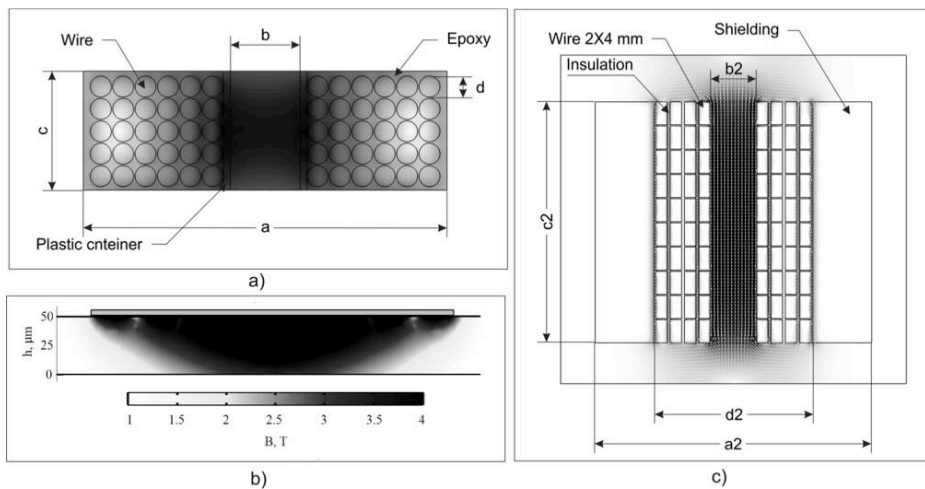 Wire
b
Epoxy
d
c
Plastic cnteiner
a
a)
h, μm
50
25
0
1 1.5 2 2.5 3 3.5 4
B, T
b)
Shielding
Wire 2X4 mm
b2
Insulation
c2
d2
a2
c)